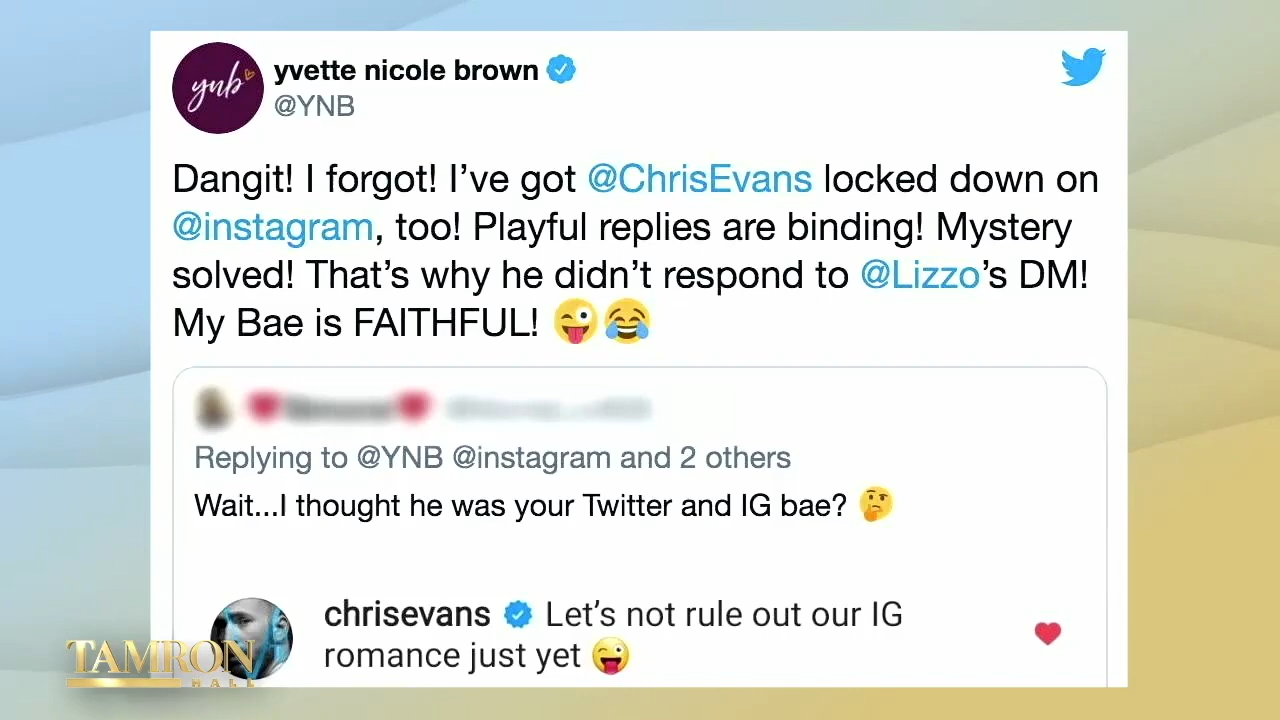 ynb
yvette nicole brown
@YNB
Dangit! I forgot! I’ve got @ChrisEvans locked down on
@instagram, too! Playful replies are binding! Mystery
solved! That’s why he didn’t respond to @Lizzo’s DM!
My Bae is FAITHFUL! 😜😂
Replying to @YNB @instagram and 2 others
Wait...I thought he was your Twitter and IG bae? 🤔
chrisevans Let’s not rule out our IG
romance just yet 😜
TAMRON
HALL